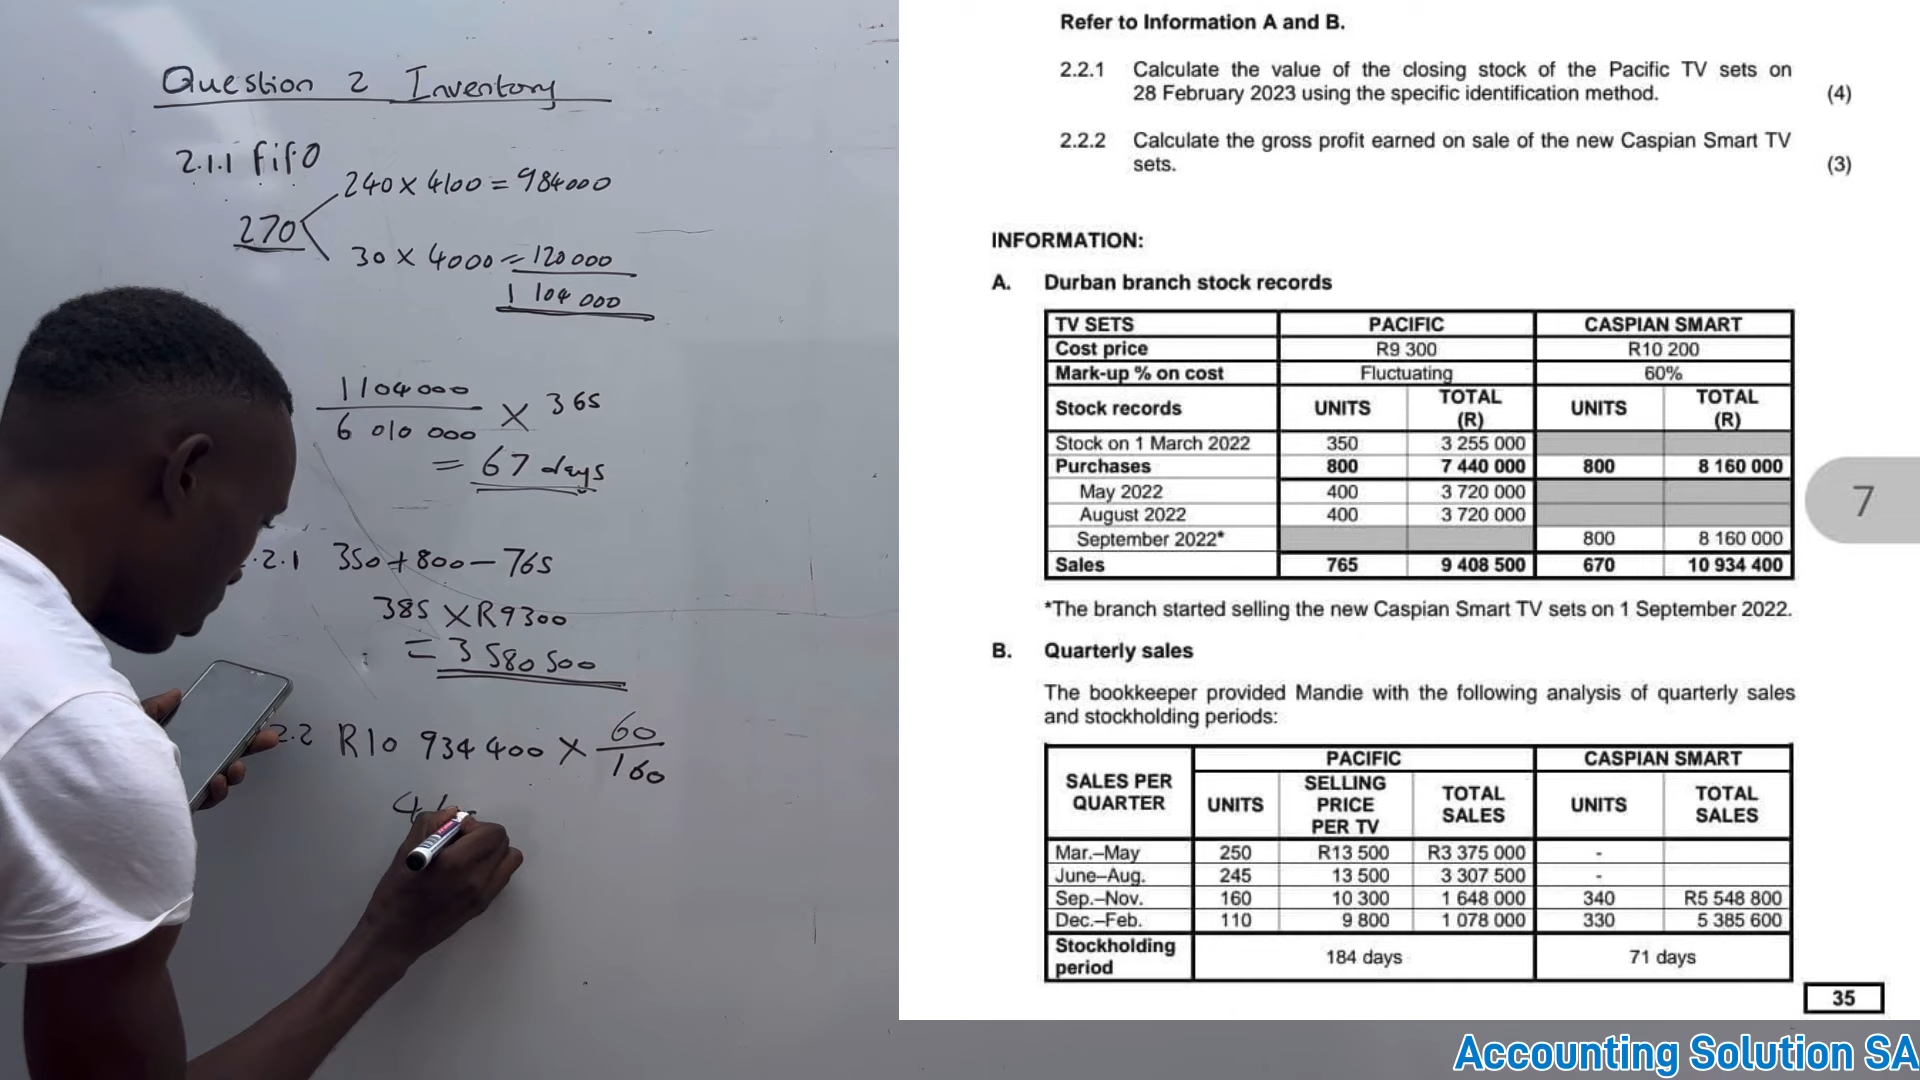 Question 2 Inventory
2.1.1 fifo
240 × 4100 = 984000
270
30 × 4000 = 120 000
1 104 000
1104 000
6 010 000
× 365
= 67 days
.2.1 350 + 800 - 765
385 × R9300
= 3 580 500
2.2 R10 934 400 × 60
160
Refer to Information A and B.
2.2.1 Calculate the value of the closing stock of the Pacific TV sets on
28 February 2023 using the specific identification method. (4)
2.2.2 Calculate the gross profit earned on sale of the new Caspian Smart TV
sets. (3)
INFORMATION:
A. Durban branch stock records
TV SETS PACIFIC CASPIAN SMART
Cost price R9 300 R10 200
Mark-up % on cost Fluctuating 60%
Stock records UNITS TOTAL (R) UNITS TOTAL (R)
Stock on 1 March 2022 350 3 255 000
Purchases 800 7 440 000 800 8 160 000
May 2022 400 3 720 000
August 2022 400 3 720 000
September 2022* 800 8 160 000
Sales 765 9 408 500 670 10 934 400
*The branch started selling the new Caspian Smart TV sets on 1 September 2022.
7
B. Quarterly sales
The bookkeeper provided Mandie with the following analysis of quarterly sales
and stockholding periods:
PACIFIC CASPIAN SMART
SALES PER QUARTER UNITS SELLING PRICE PER TV TOTAL SALES UNITS TOTAL SALES
Mar.–May 250 R13 500 R3 375 000 -
June–Aug. 245 13 500 3 307 500 -
Sep.–Nov. 160 10 300 1 648 000 340 R5 548 800
Dec.–Feb. 110 9 800 1 078 000 330 5 385 600
Stockholding period 184 days 71 days
35
Accounting Solution SA